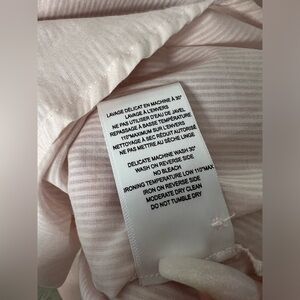 LAVAGE DÉLICAT EN MACHINE À 30°
LAVAGE À L'ENVERS
NE PAS UTILISER D'EAU DE JAVEL
REPASSAGE À BASSE TEMPÉRATURE.
110°MAXIMUM SUR L'ENVERS
NETTOYAGE À SEC RÉDUIT AUTORISÉ
NE PAS METTRE AU SÈCHE LINGE
DELICATE MACHINE WASH 30°
WASH ON REVERSE SIDE
NO BLEACH
IRONING TEMPERATURE LOW 110°MAX
IRON ON REVERSE SIDE
MODERATE DRY CLEAN
DO NOT TUMBLE DRY